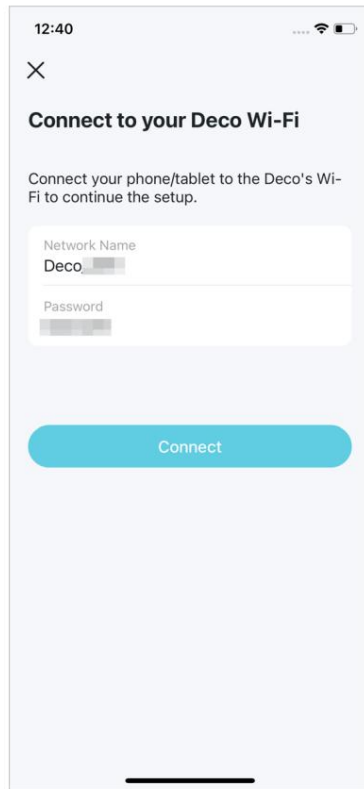 12:40
Connect to your Deco Wi-Fi
Connect your phone/tablet to the Deco's Wi-
Fi to continue the setup.
Network Name
Deco_
Password
Connect